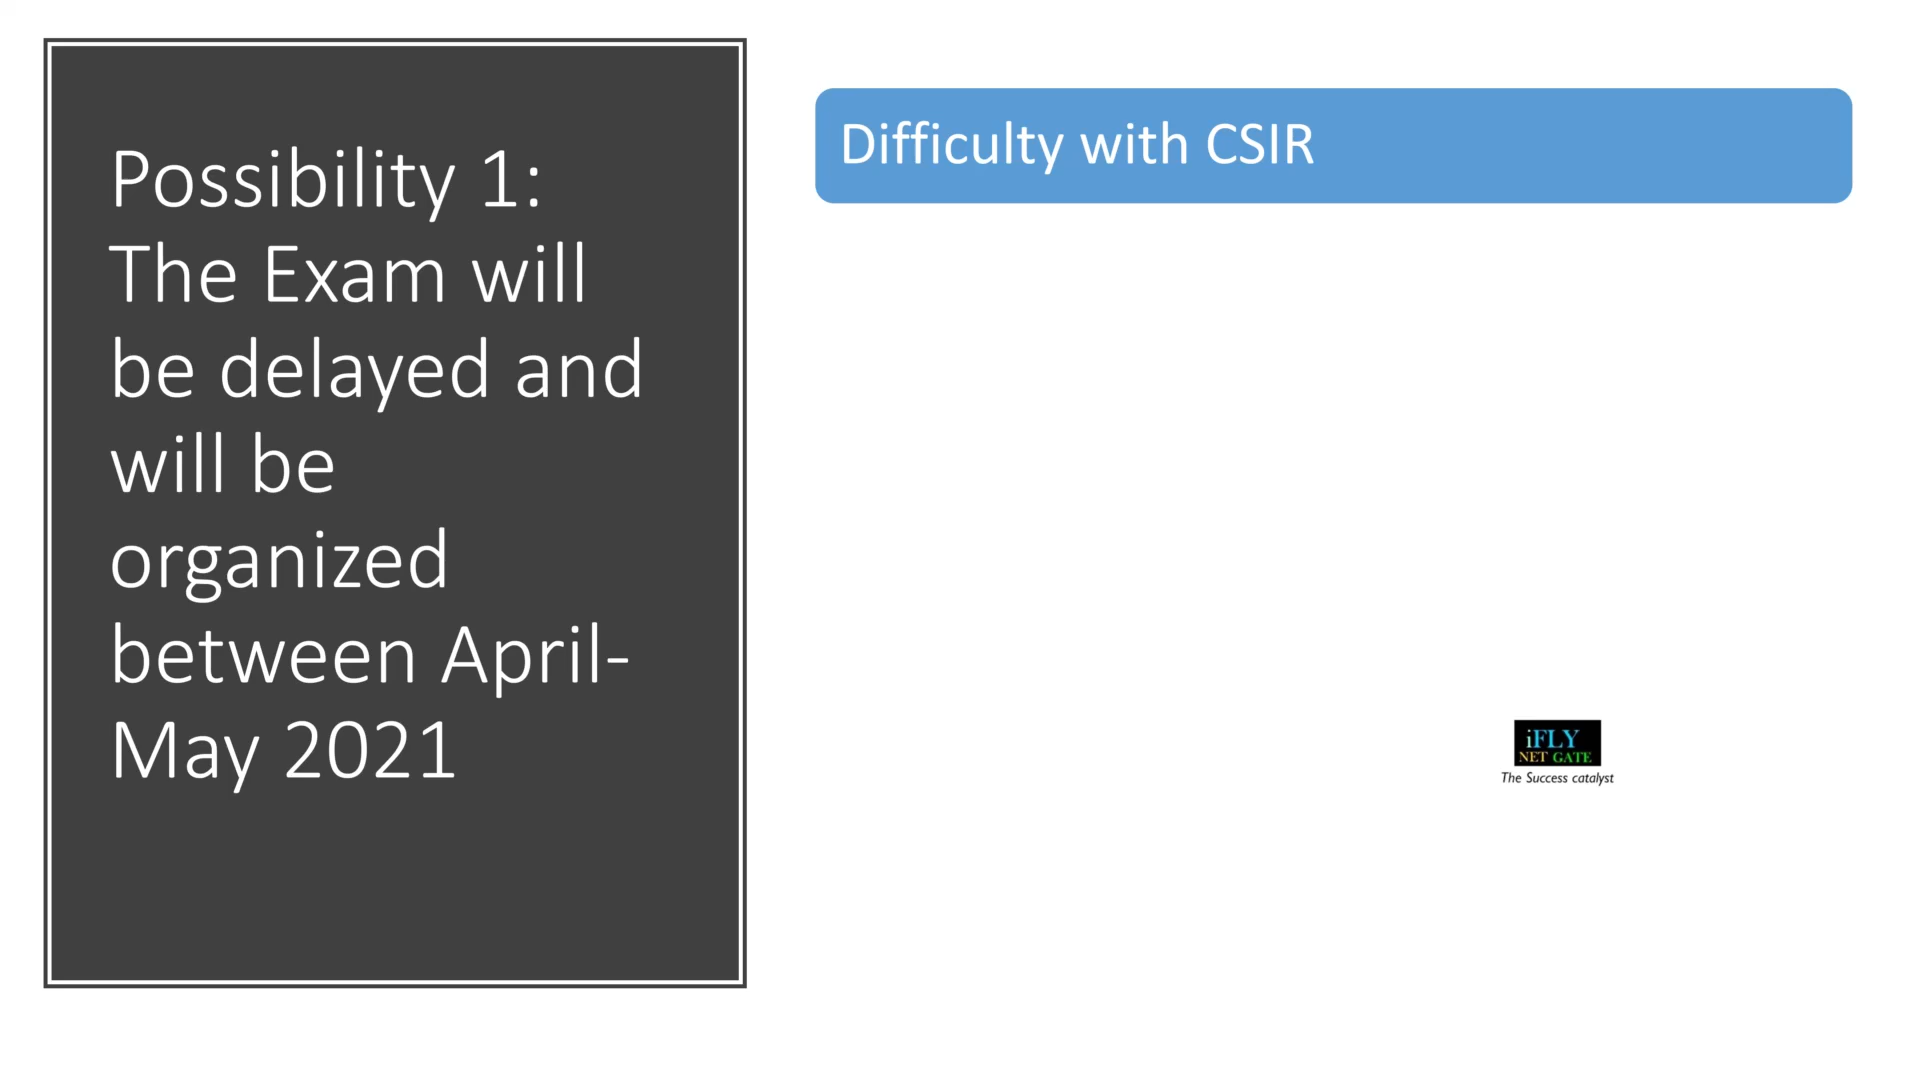 Possibility 1:
The Exam will
be delayed and
will be
organized
between April-
May 2021
Difficulty with CSIR
iFLY
NET GATE
The Success catalyst